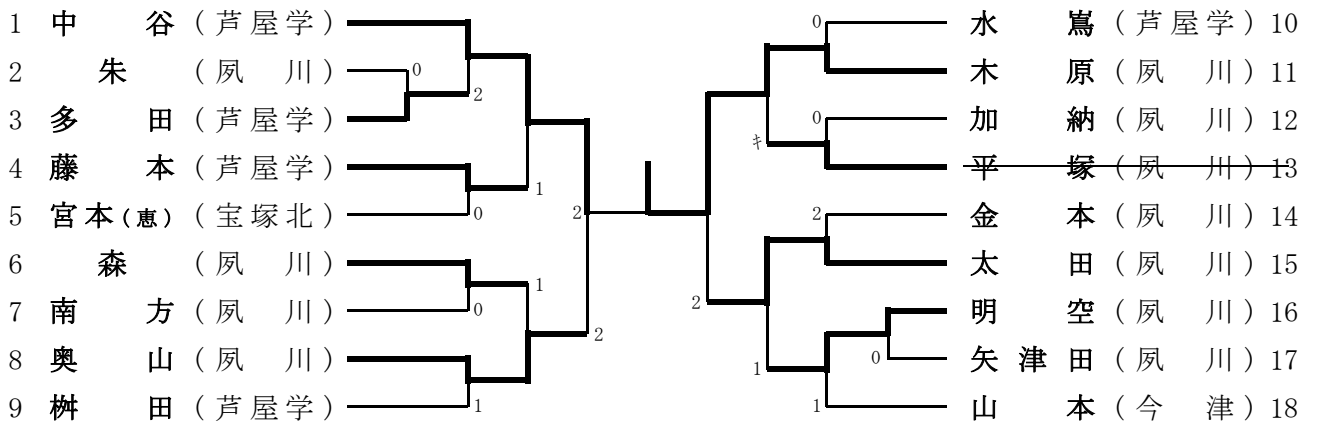 1 中 谷 (芦屋学)
2 朱 (夙 川)
0
2
3 多 田 (芦屋学)
4 藤 本 (芦屋学)
1
5 宮本(恵) (宝塚北)
0
2
6 森 (夙 川)
1
7 南 方 (夙 川)
0
2
8 奥 山 (夙 川)
9 桝 田 (芦屋学)
1
0
水 嶌 (芦屋学) 10
木 原 (夙 川) 11
0
加 納 (夙 川) 12
キ
平 塚 (夙 川) 13
2
金 本 (夙 川) 14
太 田 (夙 川) 15
2
明 空 (夙 川) 16
0
矢 津 田 (夙 川) 17
1
1
山 本 (今 津) 18